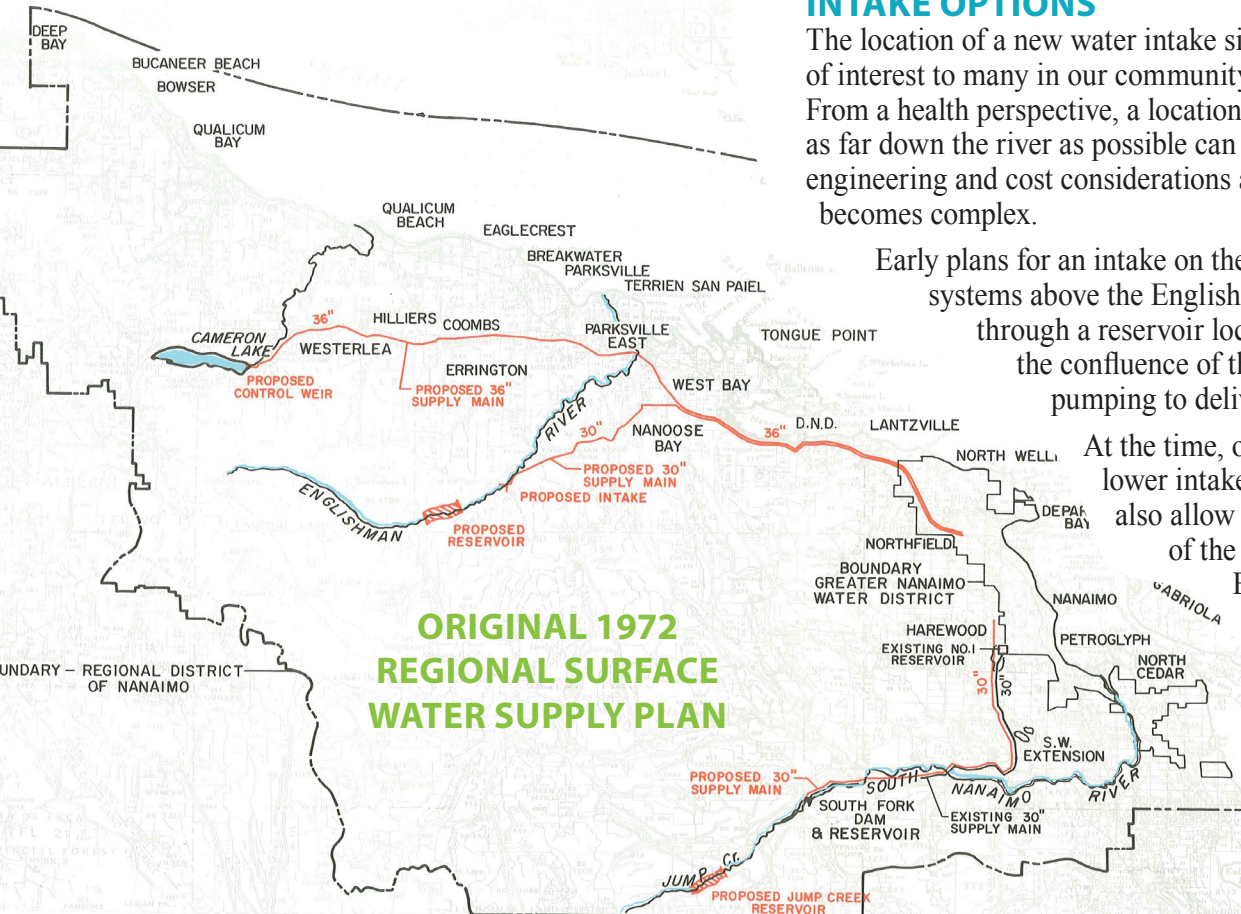 INTAKE OPTIONS
The location of a new water intake
of interest to many in our community
From a health perspective, a location
as far down the river as possible can
engineering and cost considerations
becomes complex.
Early plans for an intake on the
systems above the English
through a reservoir
the confluence of
pumping to
At the time,
lower intake
also allow
of the
DEEP
BAY
BUCANEER BEACH
BOWSER
QUALICUM
BAY
QUALICUM
BEACH
EAGLECREST
BREAKWATER
PARKSVILLE
TERRIEN SAN PAIEL
CAMERON
LAKE
36"
HILLIERS
COOMBS
WESTERLEA
PARKSVILLE
EAST
TONGUE POINT
PROPOSED
CONTROL WEIR
ERRINGTON
PROPOSED 36"
SUPPLY MAIN
WEST BAY
RIVER
30"
NANOOSE
BAY
36"
D.N.D.
LANTZVILLE
NORTH
PROPOSED 30"
SUPPLY MAIN
PROPOSED INTAKE
ENGLISHMAN
PROPOSED
RESERVOIR
BAY
NORTHFIELD
BOUNDARY
GREATER NANAIMO
WATER DISTRICT
NANAIMO
GABRIOLA
HAREWOOD
EXISTING NO.1
RESERVOIR
PETROGLYPH
NORTH
CEDAR
30"
30"
ORIGINAL 1972
REGIONAL SURFACE
WATER SUPPLY PLAN
UNDARY – REGIONAL DISTRICT
OF NANAIMO
S.W.
EXTENSION
PROPOSED 30"
SUPPLY MAIN
SOUTH
NANAIMO
RIVER
SOUTH FORK
DAM
& RESERVOIR
EXISTING 30"
SUPPLY MAIN
JUMP Cr.
PROPOSED JUMP CREEK
RESERVOIR